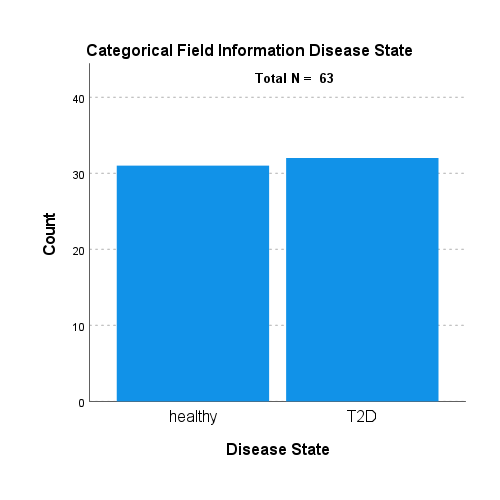 Categorical Field Information Disease State
Total N = 63
40
30
20
10
0
Count
healthy
T2D
Disease State